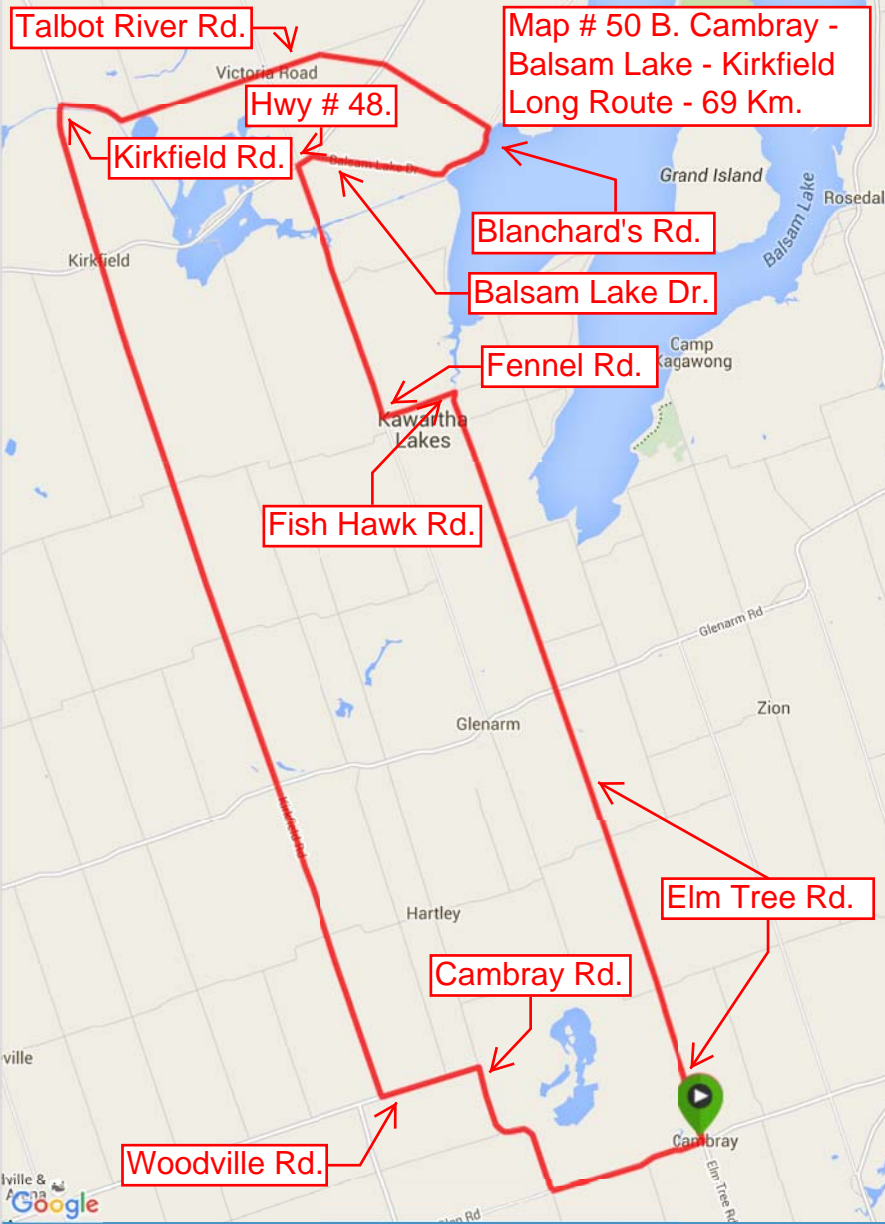 Talbot River Rd.
Map # 50 B. Cambray -
Balsam Lake - Kirkfield
Long Route - 69 Km.
Victoria Road
Hwy # 48.
Kirkfield Rd.
Balsam Lake Dr
Grand Island
Balsam Lake
Rosedal
Blanchard's Rd.
Kirkfield
Balsam Lake Dr.
Camp
Kagawong
Fennel Rd.
Kawartha
Lakes
Fish Hawk Rd.
Glenarm Rd
Zion
Glenarm
Kirkfield Rd
Elm Tree Rd.
Hartley
Cambray Rd.
ville
Cambray
Woodville Rd.
Elm Tree Rd
lville &
Google